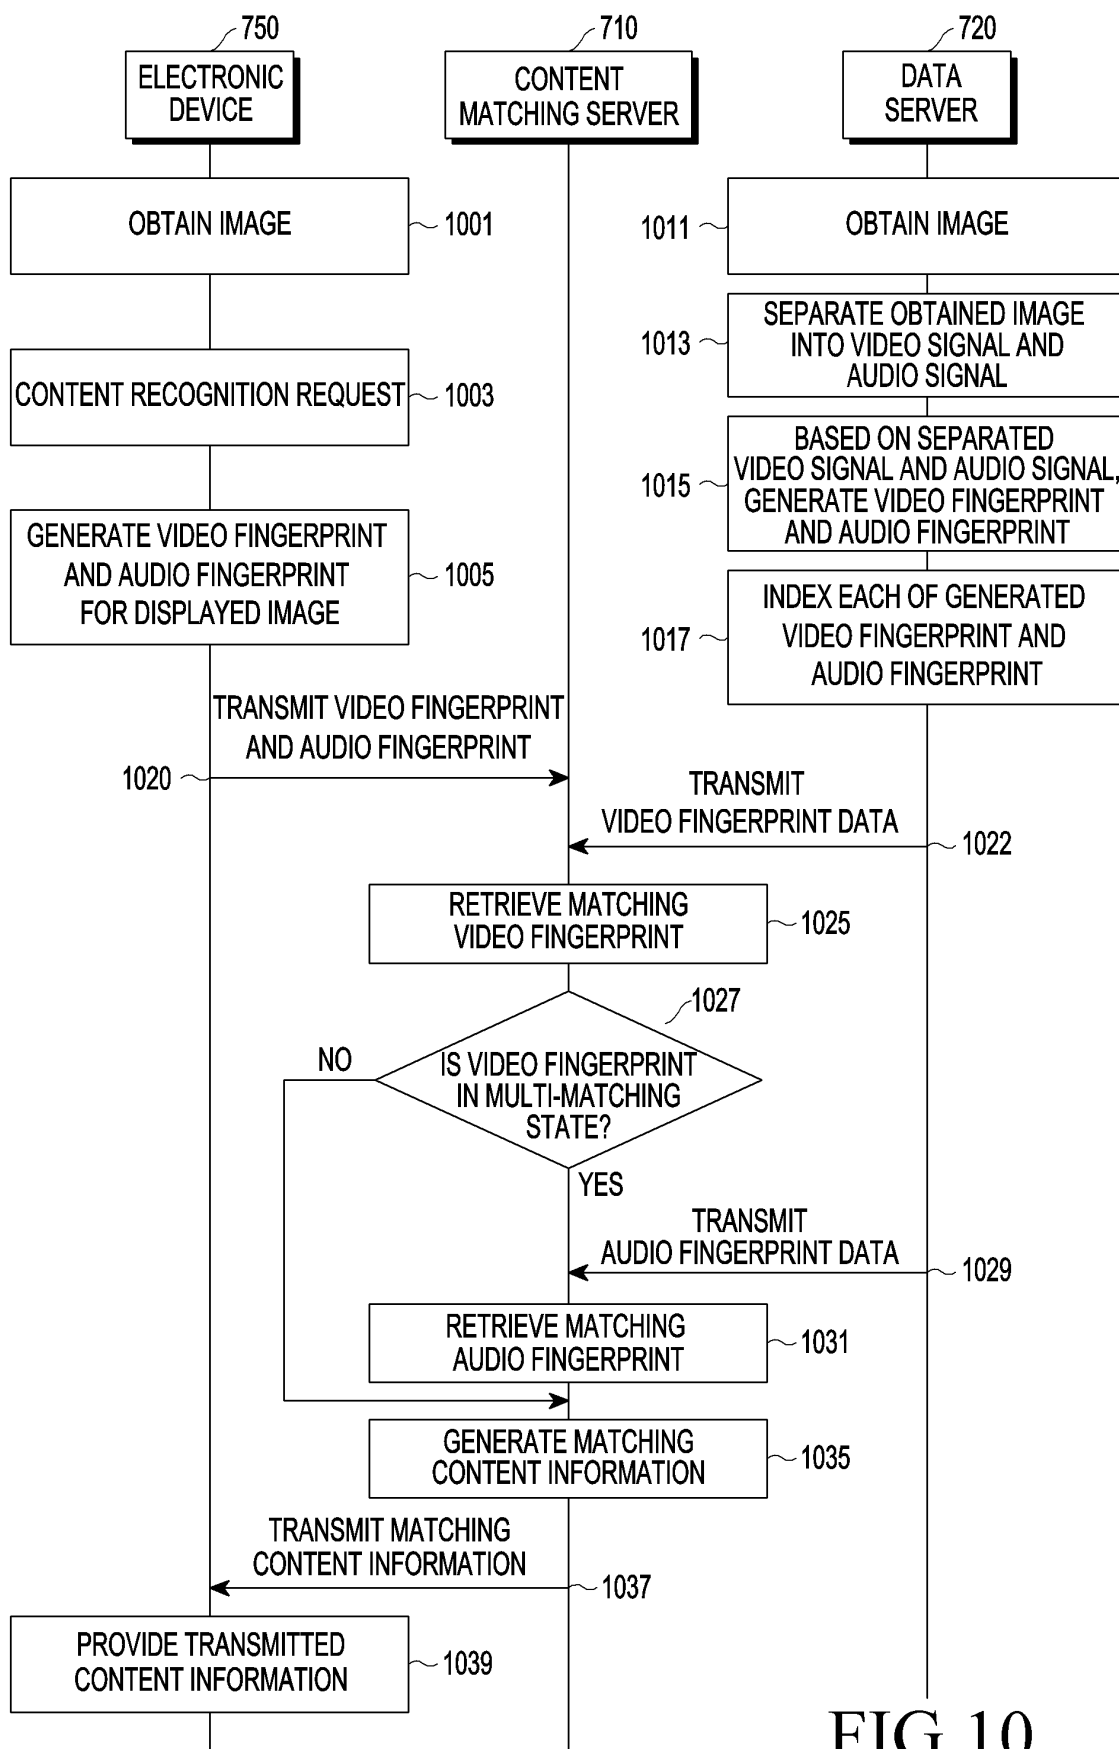 750
710
720
ELECTRONIC
DEVICE
CONTENT
MATCHING SERVER
DATA
SERVER
OBTAIN IMAGE
1001
1011
OBTAIN IMAGE
1013
SEPARATE OBTAINED IMAGE
INTO VIDEO SIGNAL AND
AUDIO SIGNAL
CONTENT RECOGNITION REQUEST
1003
1015
BASED ON SEPARATED
VIDEO SIGNAL AND AUDIO SIGNAL,
GENERATE VIDEO FINGERPRINT
AND AUDIO FINGERPRINT
GENERATE VIDEO FINGERPRINT
AND AUDIO FINGERPRINT
FOR DISPLAYED IMAGE
1005
1017
INDEX EACH OF GENERATED
VIDEO FINGERPRINT AND
AUDIO FINGERPRINT
TRANSMIT VIDEO FINGERPRINT
AND AUDIO FINGERPRINT
1020
TRANSMIT
VIDEO FINGERPRINT DATA
1022
RETRIEVE MATCHING
VIDEO FINGERPRINT
1025
1027
NO
IS VIDEO FINGERPRINT
IN MULTI-MATCHING
STATE?
YES
TRANSMIT
AUDIO FINGERPRINT DATA
1029
RETRIEVE MATCHING
AUDIO FINGERPRINT
1031
GENERATE MATCHING
CONTENT INFORMATION
1035
TRANSMIT MATCHING
CONTENT INFORMATION
1037
PROVIDE TRANSMITTED
CONTENT INFORMATION
1039
FIG.10